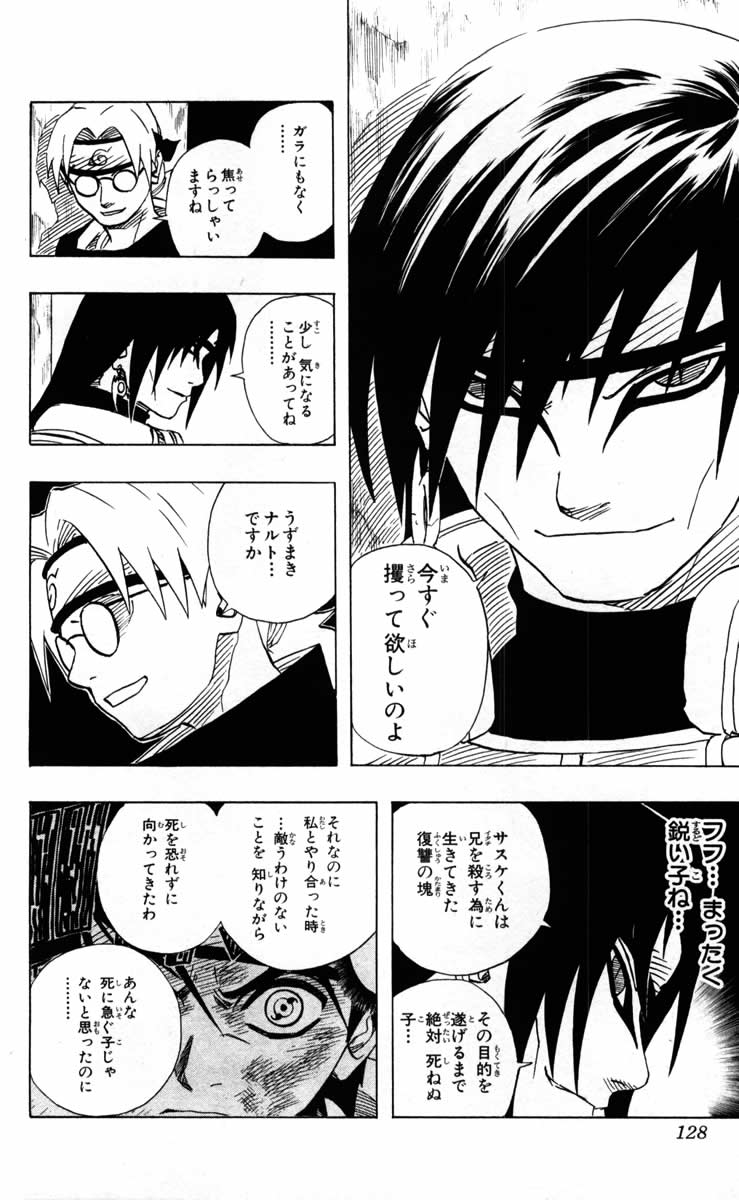 今すぐ
攫って欲しいのよ
ガラにもなく
………
焦って
らっしゃい
ますね
少し気になる
ことがあってね
………
うずまき
ナルト…
ですか
フフ…まったく
鋭い子ね…
サスケくんは
兄を殺す為に
生きてきた
復讐の塊
その目的を
遂げるまで
絶対死ねぬ
子…
それなのに
私とやり合った時
…敵うわけのない
ことを知りながら
死を恐れずに
向かってきたわ
あんな
死に急ぐ子じゃ
ないと思ったのに
………
128